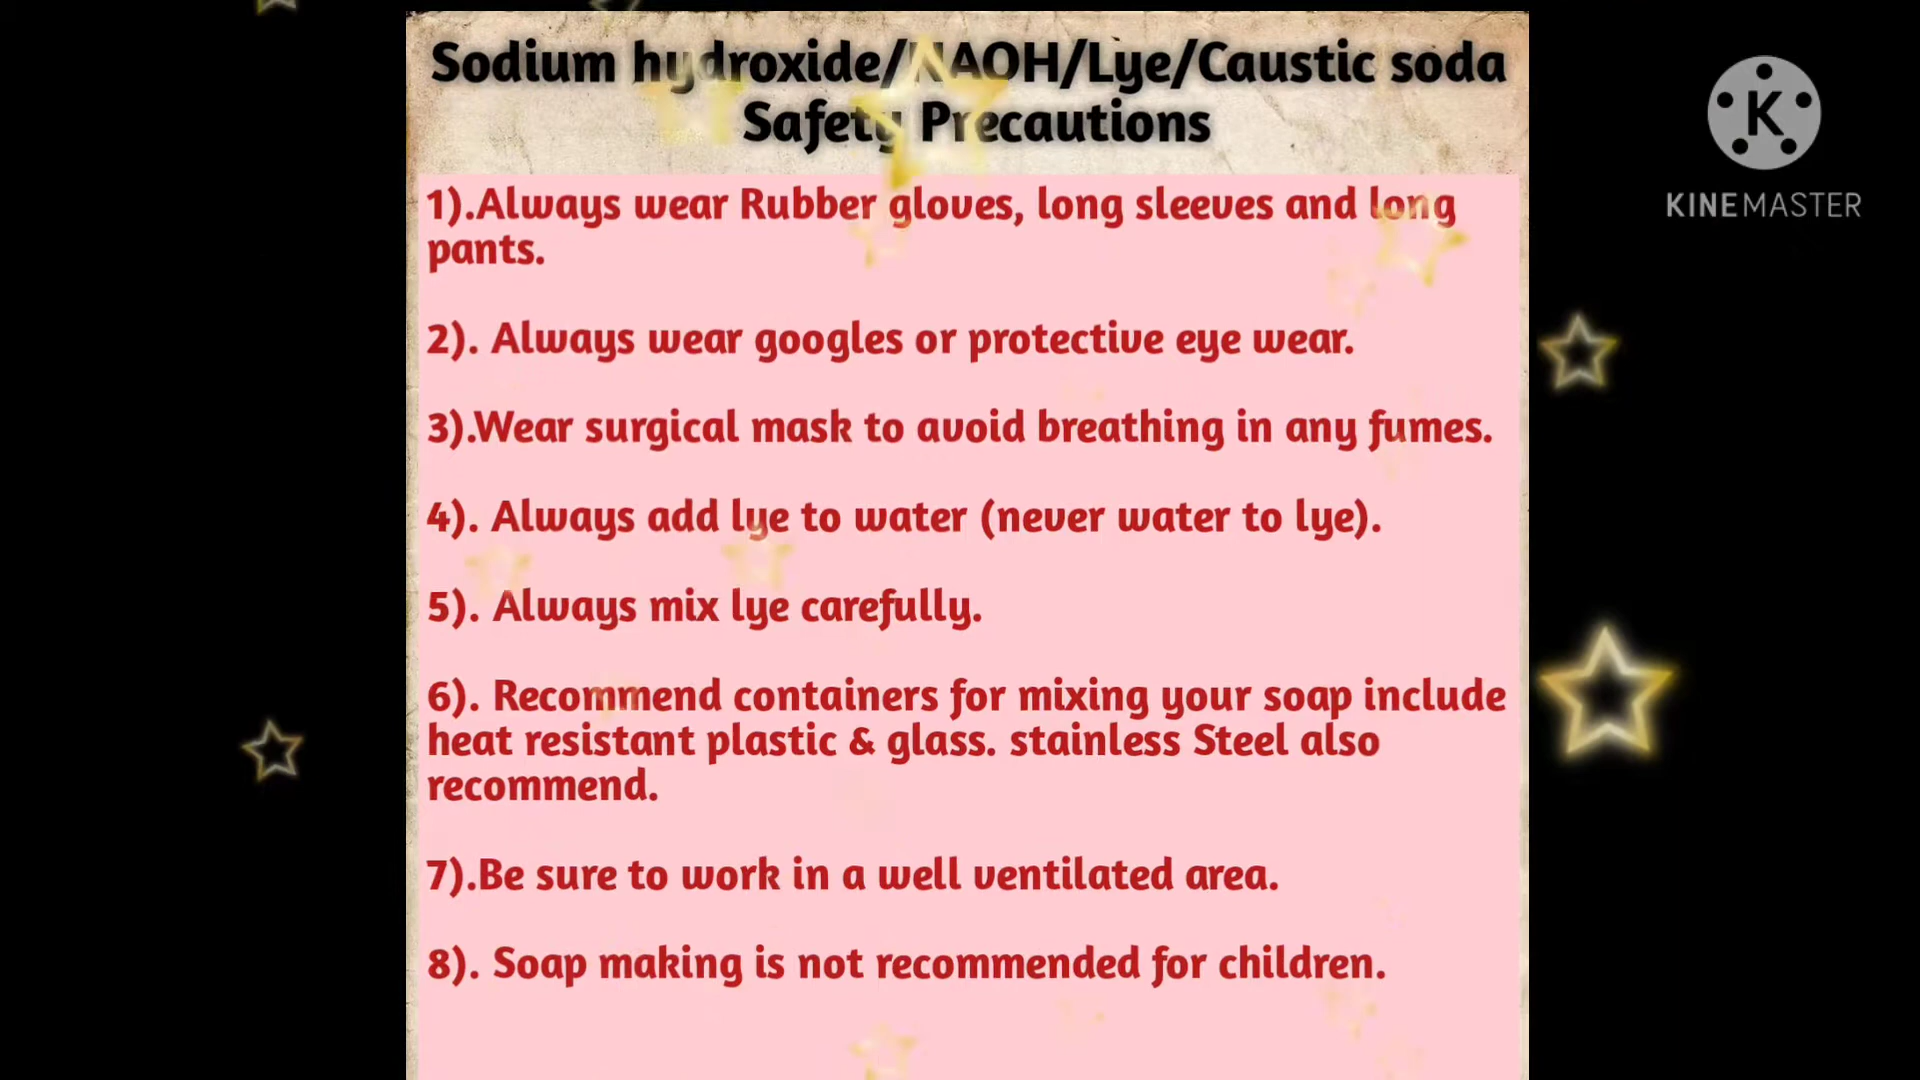 Sodium hydroxide/NAOH/Lye/Caustic soda
Safety Precautions
K
KINEMASTER
1).Always wear Rubber gloves, long sleeves and long
pants.
2). Always wear googles or protective eye wear.
3).Wear surgical mask to avoid breathing in any fumes.
4). Always add lye to water (never water to lye).
5). Always mix lye carefully.
6). Recommend containers for mixing your soap include
heat resistant plastic & glass. stainless Steel also
recommend.
7).Be sure to work in a well ventilated area.
8). Soap making is not recommended for children.